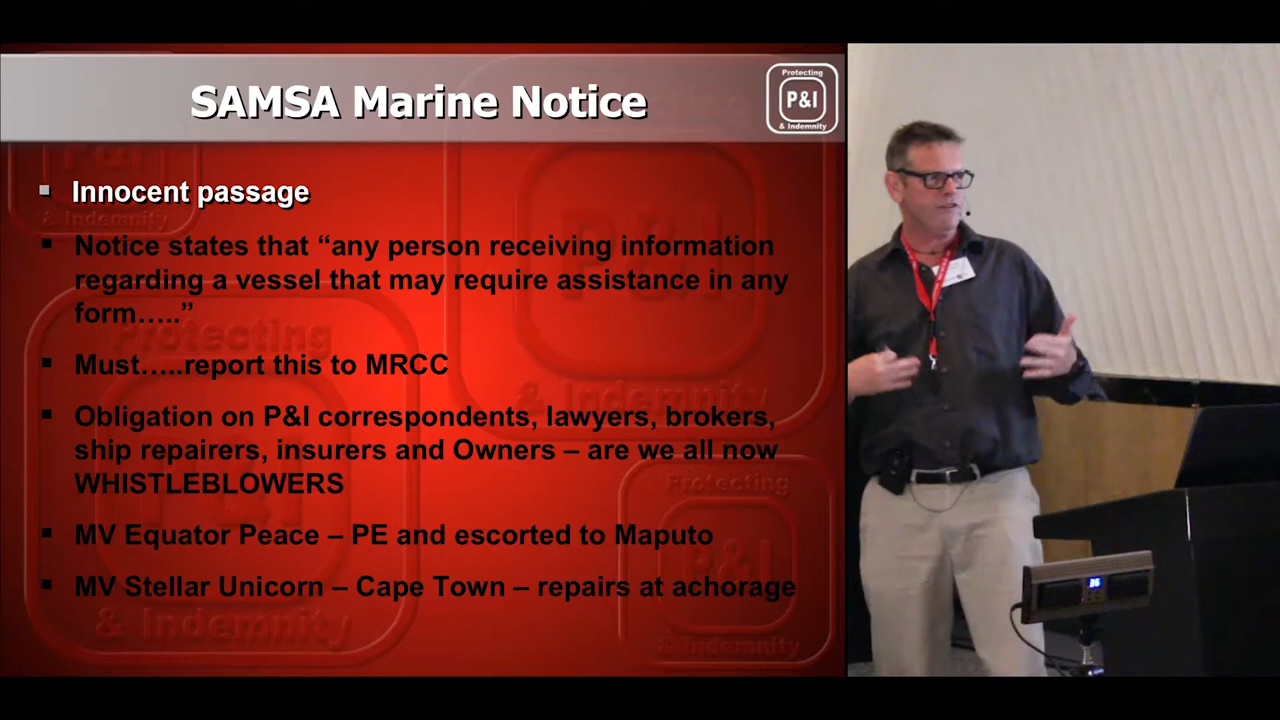 SAMSA Marine Notice
Protecting
P&I
& Indemnity
Innocent passage
Notice states that “any person receiving information
regarding a vessel that may require assistance in any
form…..”
Must…..report this to MRCC
Obligation on P&I correspondents, lawyers, brokers,
ship repairers, insurers and Owners – are we all now
WHISTLEBLOWERS
MV Equator Peace – PE and escorted to Maputo
MV Stellar Unicorn – Cape Town – repairs at achorage